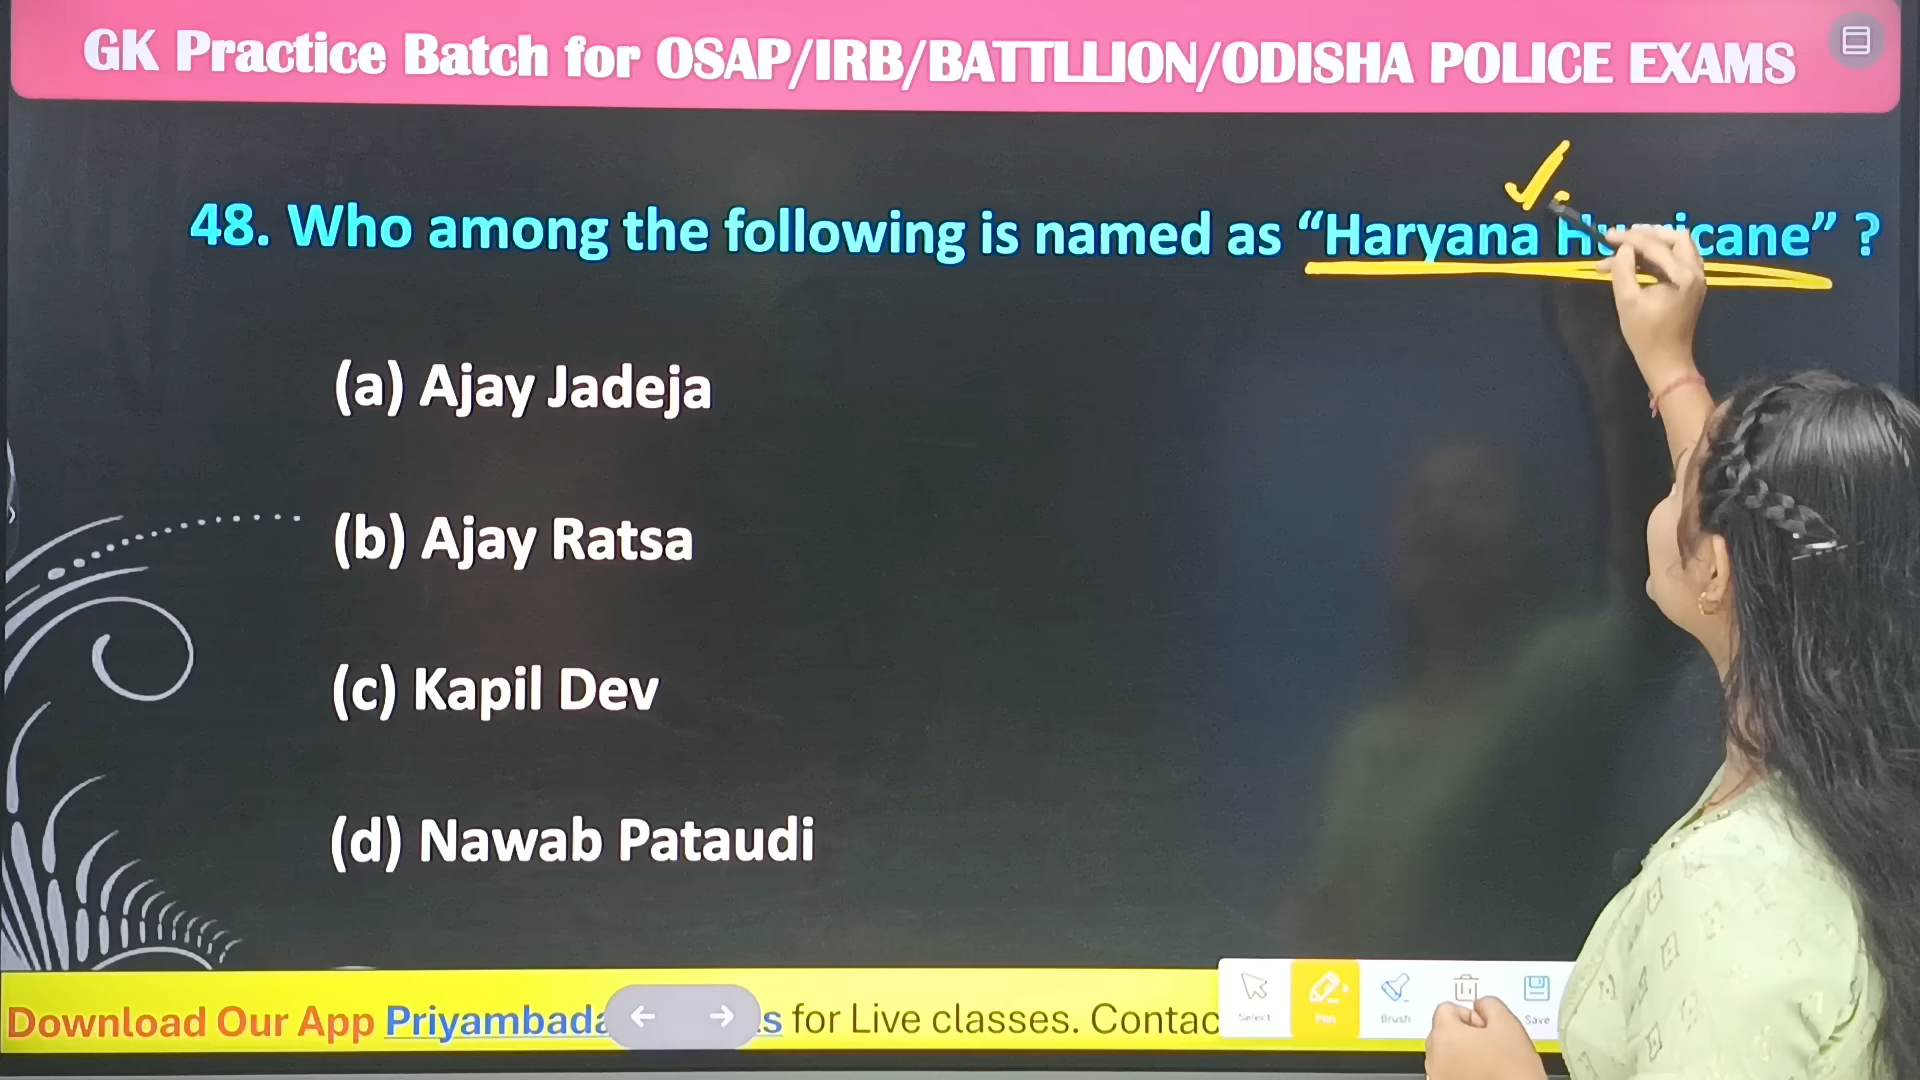 GK Practice Batch for OSAP/IRB/BATTLLION/ODISHA POLICE EXAMS
48. Who among the following is named as “Haryana Hurricane” ?
(a) Ajay Jadeja
(b) Ajay Ratsa
(c) Kapil Dev
(d) Nawab Pataudi
Download Our App Priyambada for Live classes.
Select Pen Brush Save